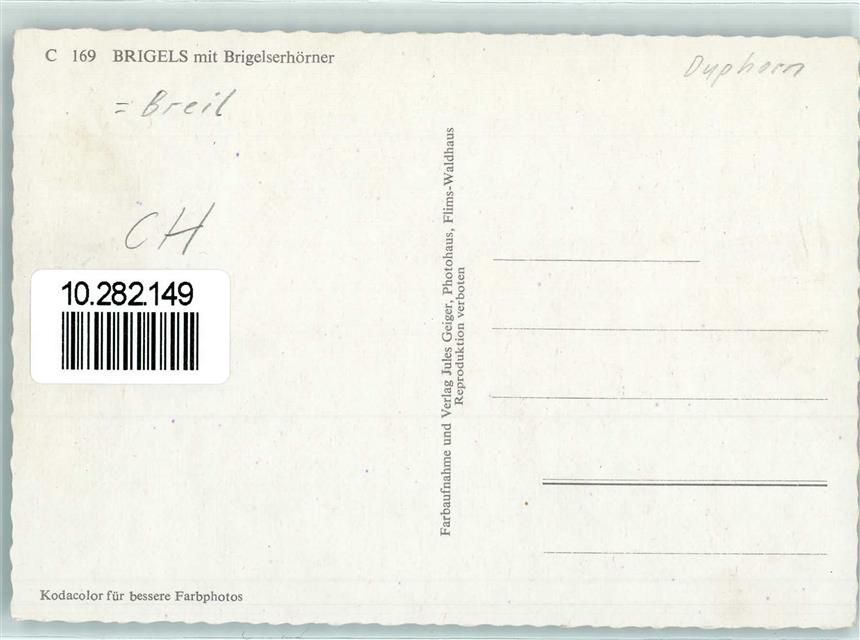 C 169 BRIGELS mit Brigelserhörner
Duphorn
= Breil
CH
10.282.149
Farbaufnahme und Verlag Jules Geiger, Photohaus, Flims-Waldhaus
Reproduktion verboten
Kodacolor für bessere Farbphotos